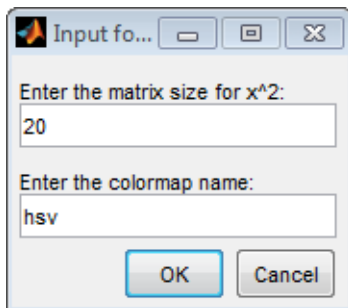 Input fo...
Enter the matrix size for x^2:
20
Enter the colormap name:
hsv
OK Cancel